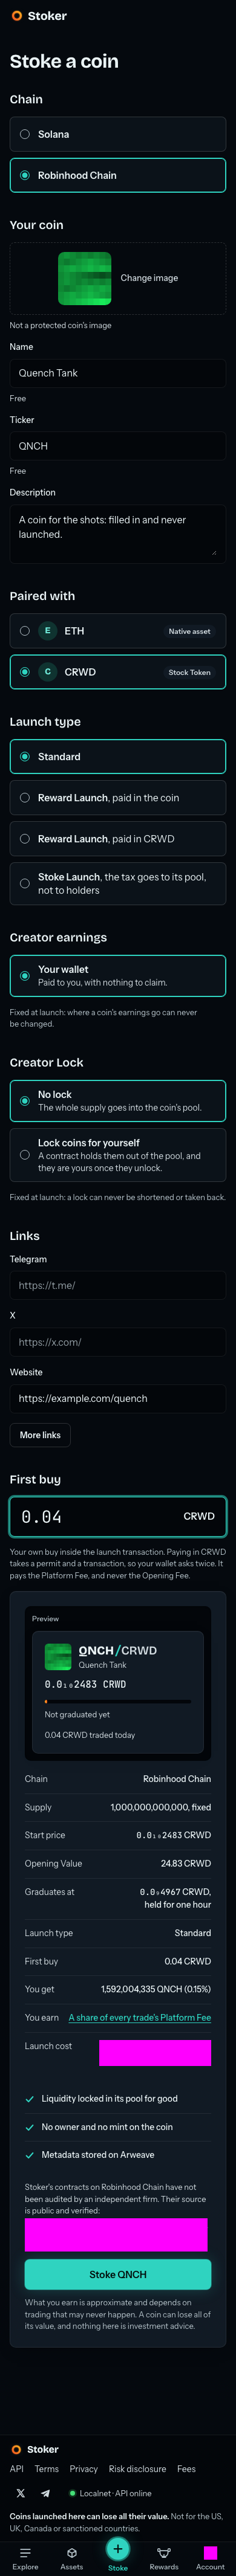 Stoker
Stoke a coin
Chain
Solana
Robinhood Chain
Your coin
Change image
Not a protected coin's image
Name
Quench Tank
Free
Ticker
QNCH
Free
Description
A coin for the shots: filled in and never
launched.
Paired with
E ETH Native asset
C CRWD Stock Token
Launch type
Standard
Reward Launch, paid in the coin
Reward Launch, paid in CRWD
Stoke Launch, the tax goes to its pool,
not to holders
Creator earnings
Your wallet
Paid to you, with nothing to claim.
Fixed at launch: where a coin's earnings go can never
be changed.
Creator Lock
No lock
The whole supply goes into the coin's pool.
Lock coins for yourself
A contract holds them out of the pool, and
they are yours once they unlock.
Fixed at launch: a lock can never be shortened or taken back.
Links
Telegram
https://t.me/
X
https://x.com/
Website
https://example.com/quench
More links
First buy
0.04 CRWD
Your own buy inside the launch transaction. Paying in CRWD
takes a permit and a transaction, so your wallet asks twice. It
pays the Platform Fee, and never the Opening Fee.
Preview
QNCH/CRWD
Quench Tank
0.0₁₀2483 CRWD
Not graduated yet
0.04 CRWD traded today
Chain Robinhood Chain
Supply 1,000,000,000,000, fixed
Start price 0.0₁₀2483 CRWD
Opening Value 24.83 CRWD
Graduates at 0.0₉4967 CRWD,
held for one hour
Launch type Standard
First buy 0.04 CRWD
You get 1,592,004,335 QNCH (0.15%)
You earn A share of every trade's Platform Fee
Launch cost
Liquidity locked in its pool for good
No owner and no mint on the coin
Metadata stored on Arweave
Stoker's contracts on Robinhood Chain have not
been audited by an independent firm. Their source
is public and verified:
Stoke QNCH
What you earn is approximate and depends on
trading that may never happen. A coin can lose all of
its value, and nothing here is investment advice.
Stoker
API Terms Privacy Risk disclosure Fees
Localnet · API online
Coins launched here can lose all their value. Not for the US,
UK, Canada or sanctioned countries.
Explore Assets Stoke Rewards Account